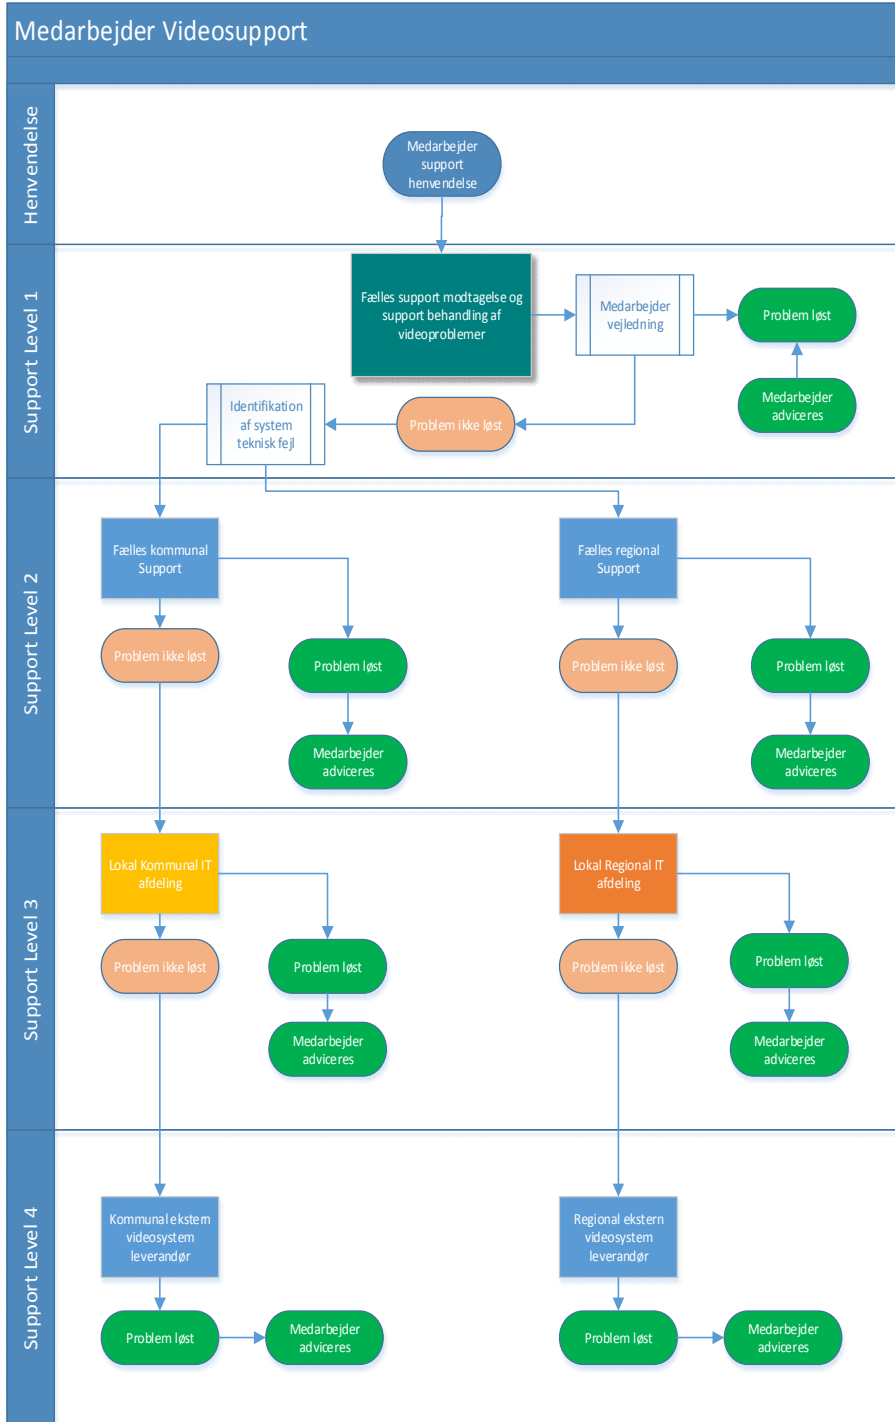 Medarbejder Videosupport
Henvendelse
Medarbejder
support
henvendelse
Support Level 1
Fælles support modtagelse og
support behandling af
videoproblemer
Medarbejder
vejledning
Problem løst
Medarbejder
adviceres
Problem ikke løst
Identifikation
af system
teknisk fejl
Support Level 2
Fælles kommunal
Support
Problem ikke løst
Problem løst
Medarbejder
adviceres
Fælles regional
Support
Problem ikke løst
Problem løst
Medarbejder
adviceres
Support Level 3
Lokal Kommunal IT
afdeling
Problem ikke løst
Problem løst
Medarbejder
adviceres
Lokal Regional IT
afdeling
Problem ikke løst
Problem løst
Medarbejder
adviceres
Support Level 4
Kommunal ekstern
videosystem
leverandør
Problem løst
Medarbejder
adviceres
Regional ekstern
videosystem
leverandør
Problem løst
Medarbejder
adviceres